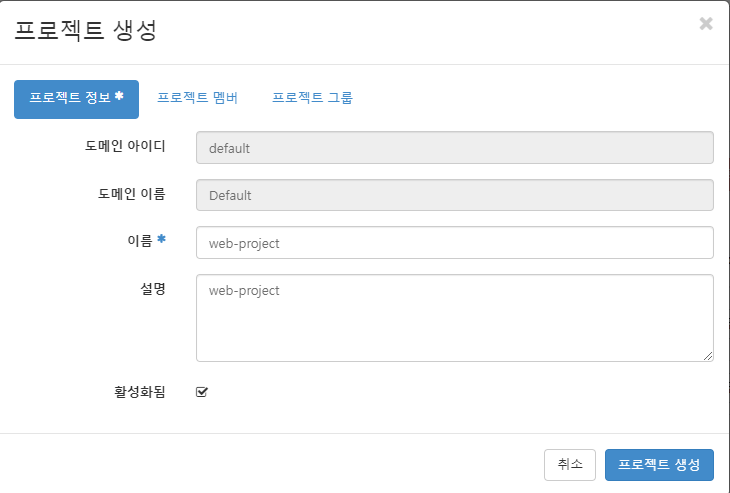 프로젝트 생성
프로젝트 정보 * 프로젝트 멤버 프로젝트 그룹
도메인 아이디 default
도메인 이름 Default
이름 * web-project
설명 web-project
활성화됨
취소 프로젝트 생성